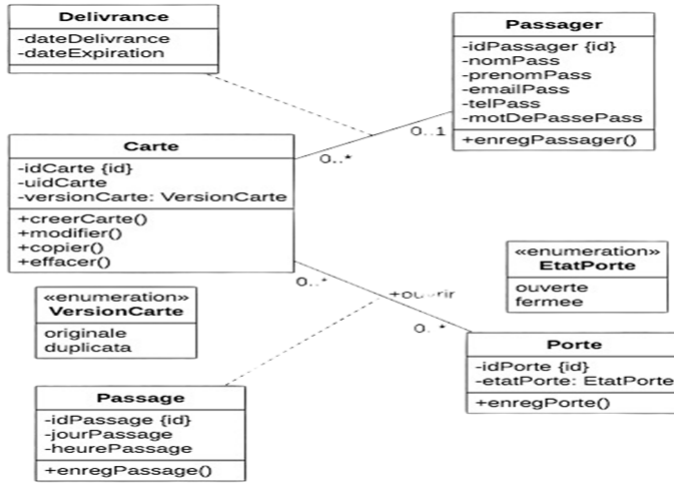 Delivrance
-dateDelivrance
-dateExpiration
Passager
-idPassager {id}
-nomPass
-prenomPass
-emailPass
-telPass
-motDePassePass
+enregPassager()
0..1
0..*
Carte
-idCarte {id}
-uidCarte
-versionCarte: VersionCarte
+creerCarte()
+modifier()
+copier()
+effacer()
«enumeration»
EtatPorte
ouverte
fermee
0..*
+ouvrir
0..*
«enumeration»
VersionCarte
originale
duplicata
Porte
-idPorte {id}
-etatPorte: EtatPorte
+enregPorte()
Passage
-idPassage {id}
-jourPassage
-heurePassage
+enregPassage()